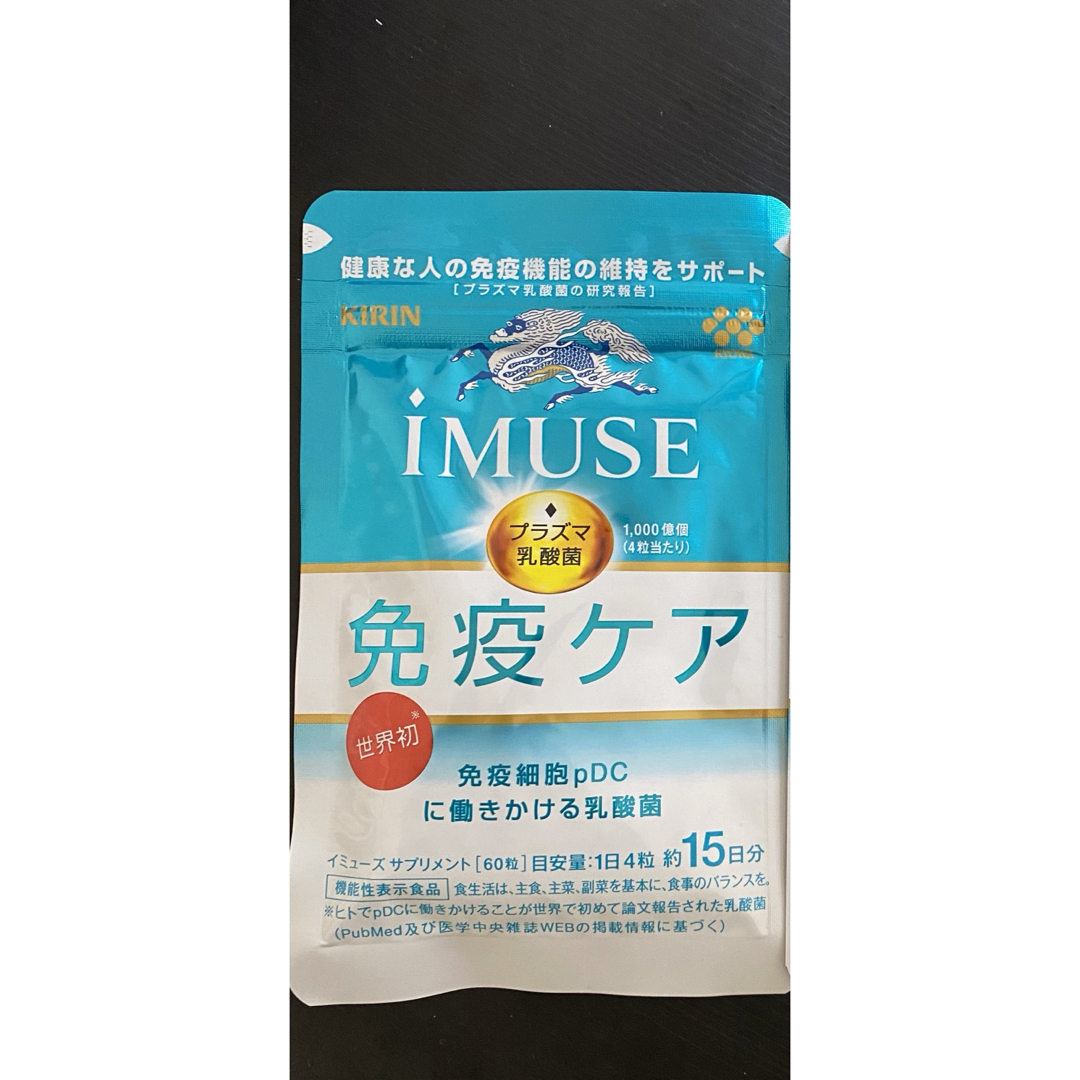 健康な人の免疫機能の維持をサポート
[プラズマ乳酸菌の研究報告]
KIRIN
KIRIN
iMUSE
プラズマ
乳酸菌
1,000億個
(4粒当たり)
免疫ケア
世界初※
免疫細胞pDC
に働きかける乳酸菌
イミューズ サプリメント[60粒]目安量:1日4粒 約15日分
機能性表示食品 食生活は、主食、主菜、副菜を基本に、食事のバランスを。
※ヒトでpDCに働きかけることが世界で初めて論文報告された乳酸菌
(PubMed及び医学中央雑誌WEBの掲載情報に基づく)